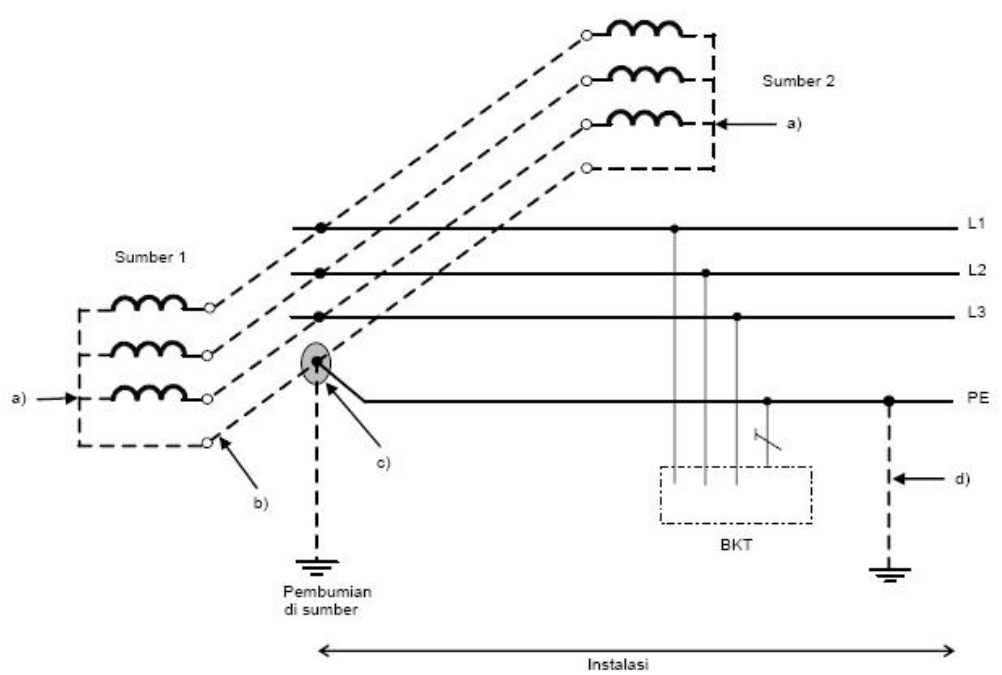 Sumber 2
a)
L1
Sumber 1
L2
L3
a)
PE
c)
d)
b)
BKT
Pembumian
di sumber
Instalasi